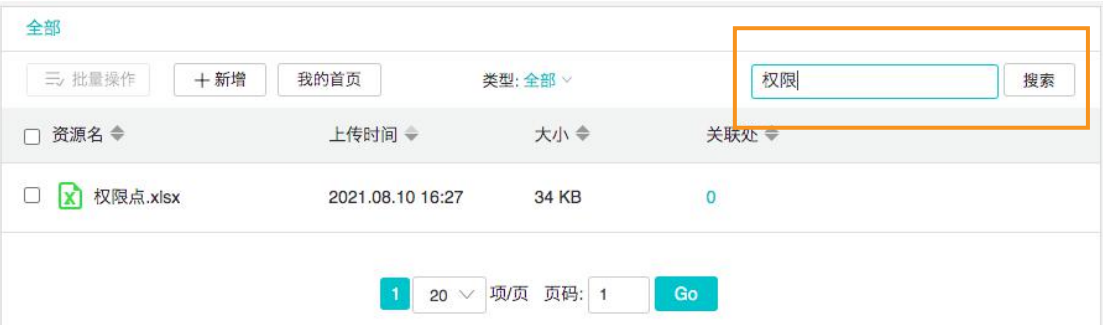 全部
批量操作 +新增 我的首页 类型: 全部 权限 搜索
资源名 上传时间 大小 关联处
权限点.xlsx 2021.08.10 16:27 34 KB 0
1 20 项/页 页码: 1 Go